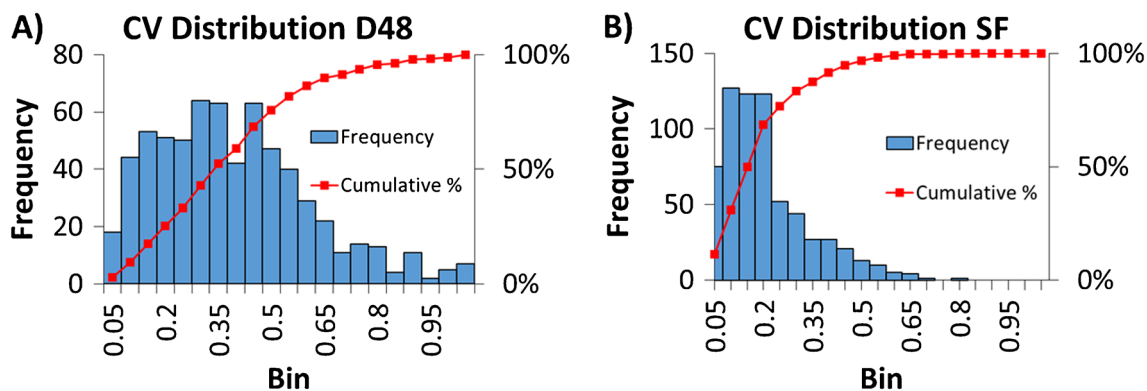 A)
CV Distribution D48
80
60
40
20
0
Frequency
100%
50%
0%
Frequency
Cumulative %
0.05
0.2
0.35
0.5
0.65
0.8
0.95
Bin
B)
CV Distribution SF
150
100
50
0
Frequency
100%
50%
0%
Frequency
Cumulative %
0.05
0.2
0.35
0.5
0.65
0.8
0.95
Bin